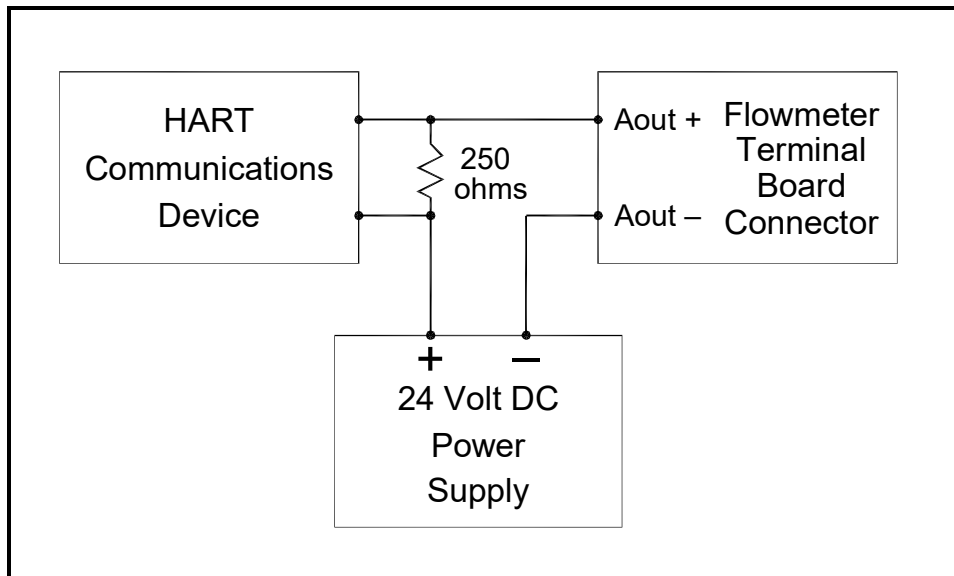 HART
Communications
Device
250
ohms
Aout +
Aout –
Flowmeter
Terminal
Board
Connector
+ –
24 Volt DC
Power
Supply